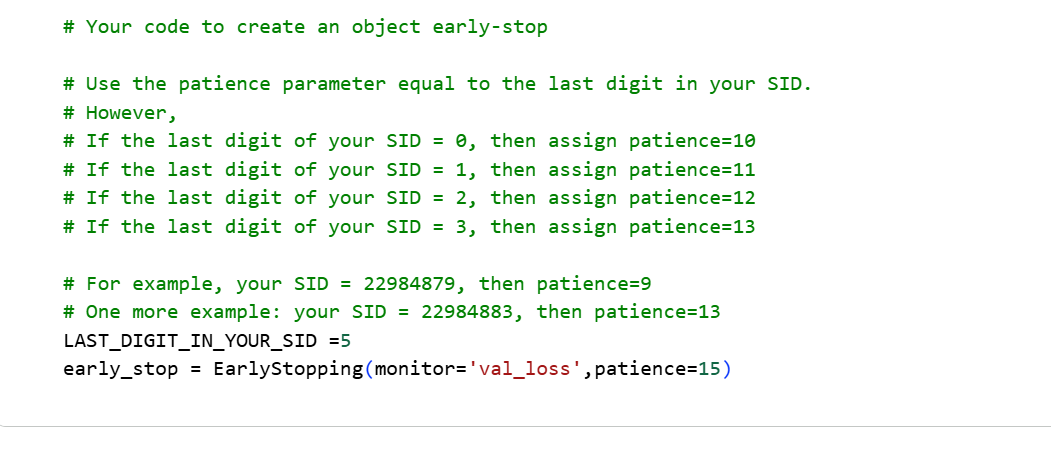 # Your code to create an object early-stop
# Use the patience parameter equal to the last digit in your SID.
# However,
# If the last digit of your SID = 0, then assign patience=10
# If the last digit of your SID = 1, then assign patience=11
# If the last digit of your SID = 2, then assign patience=12
# If the last digit of your SID = 3, then assign patience=13
# For example, your SID = 22984879, then patience=9
# One more example: your SID = 22984883, then patience=13
LAST_DIGIT_IN_YOUR_SID =5
early_stop = EarlyStopping(monitor='val_loss',patience=15)